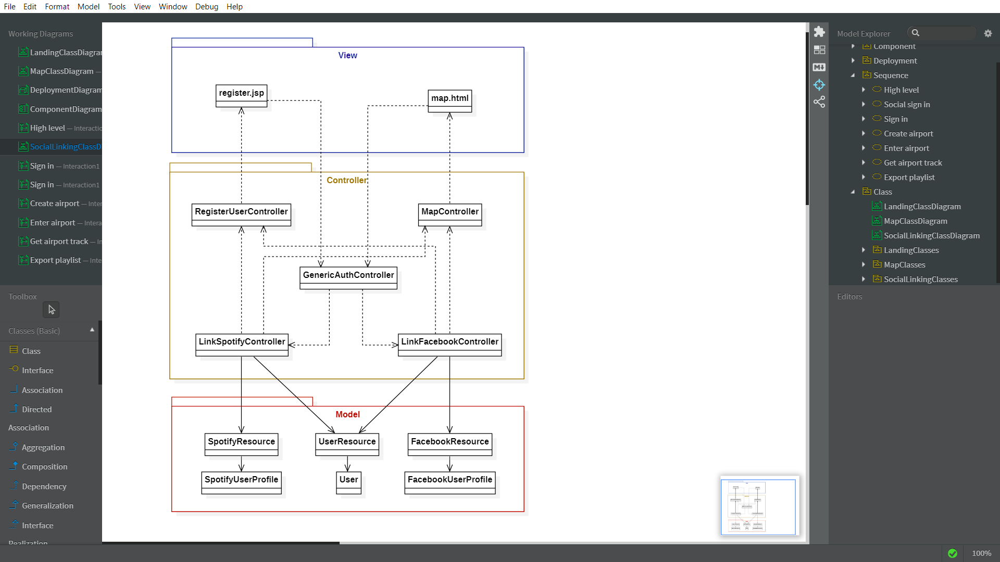 File Edit Format Model Tools View Window Debug Help
Working Diagrams
LandingClassDiagra
MapClassDiagram —
DeploymentDiagram
ComponentDiagram
High level — Interactio
SocialLinkingClassD
Sign in — Interaction1
Sign in — Interaction1
Create airport — Inter
Enter airport — Intera
Get airport track — In
Export playlist — Inte
Toolbox
Classes (Basic)
Class
Interface
Association
Directed
Association
Aggregation
Composition
Dependency
Generalization
Interface
Realization
View
register.jsp
map.html
Controller
RegisterUserController
MapController
GenericAuthController
LinkSpotifyController
LinkFacebookController
Model
SpotifyResource
UserResource
FacebookResource
SpotifyUserProfile
User
FacebookUserProfile
Model Explorer
Component
Deployment
Sequence
High level
Social sign in
Sign in
Create airport
Enter airport
Get airport track
Export playlist
Class
LandingClassDiagram
MapClassDiagram
SocialLinkingClassDiagram
LandingClasses
MapClasses
SocialLinkingClasses
Editors
100%